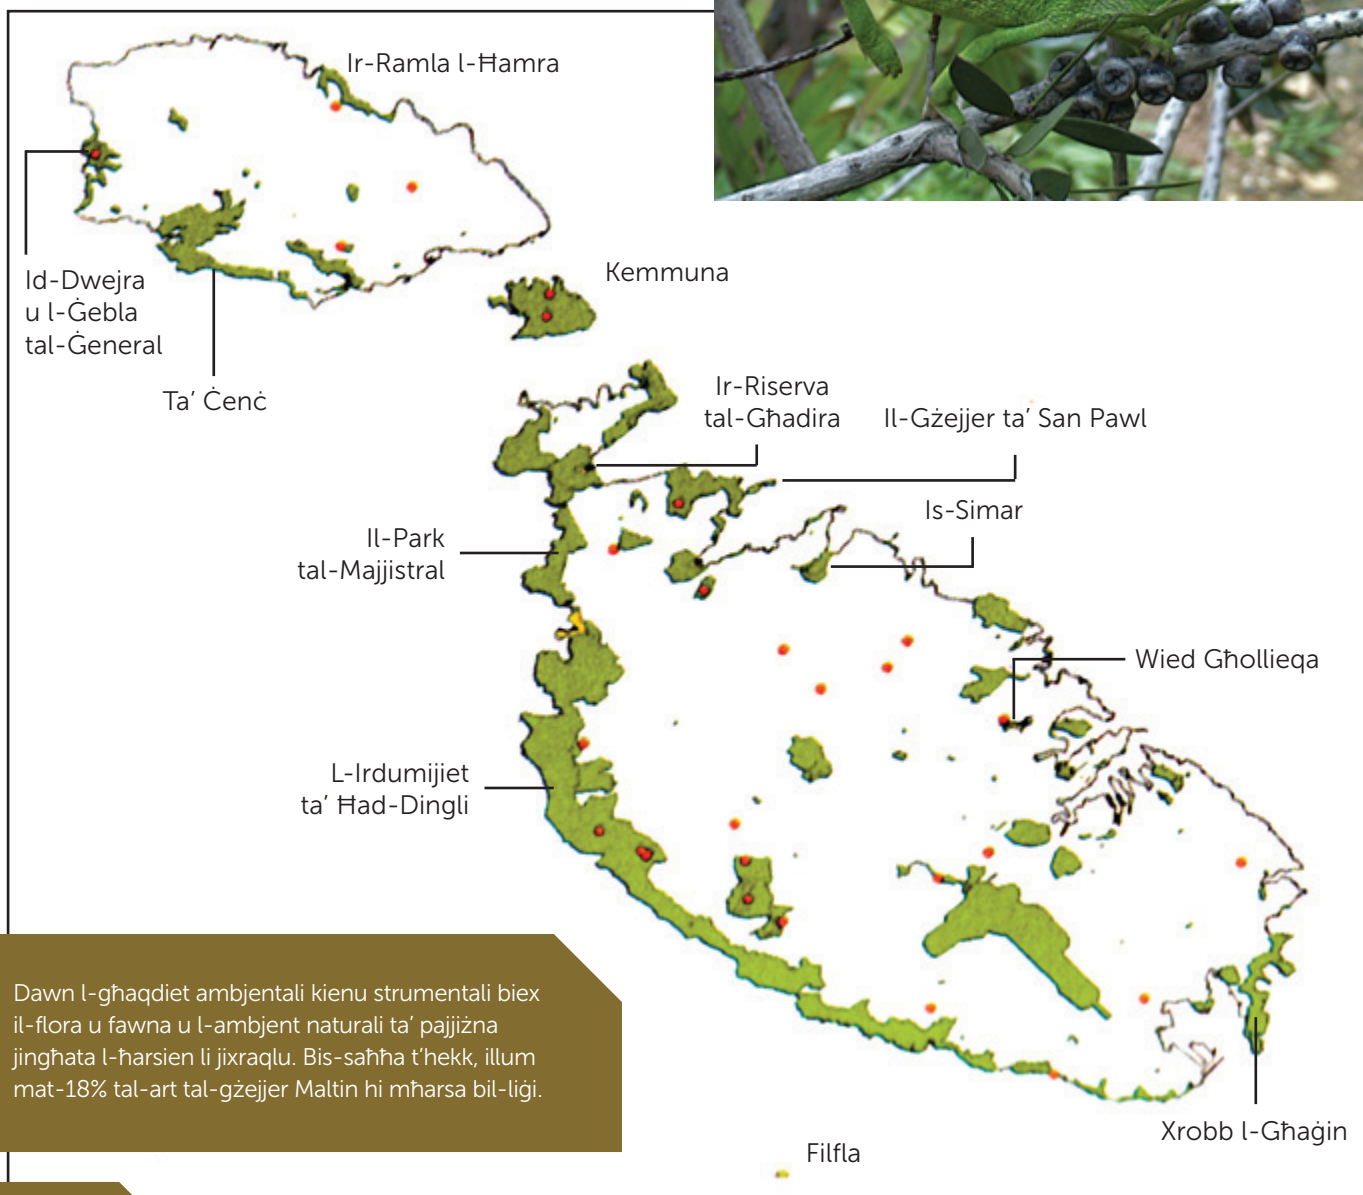 Ir-Ramla l-Ħamra
Id-Dwejra
u l-Ġebla
tal-Ġeneral
Ta’ Ċenċ
Kemmuna
Ir-Riserva
tal-Għadira
Il-Gżejjer ta’ San Pawl
Is-Simar
Il-Park
tal-Majjistral
Wied Għollieqa
L-Irdumijiet
ta’ Ħad-Dingli
Dawn l-għaqdiet ambjentali kienu strumentali biex
il-flora u fawna u l-ambjent naturali ta’ pajjiżna
jingħata l-ħarsien li jixraqlu. Bis-saħħa t’hekk, illum
mat-18% tal-art tal-gżejjer Maltin hi mħarsa bil-liġi.
Xrobb l-Għaġin
Filfla